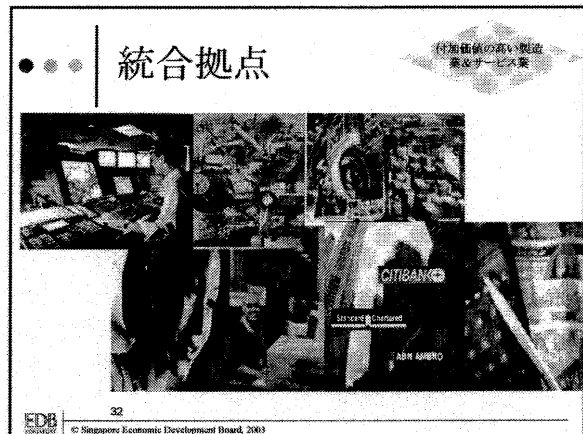 統合拠点
付加価値の高い製造
業&サービス業
CITIBANK
Standard Chartered
ABN AMRO
32
EDB
© Singapore Economic Development Board, 2003